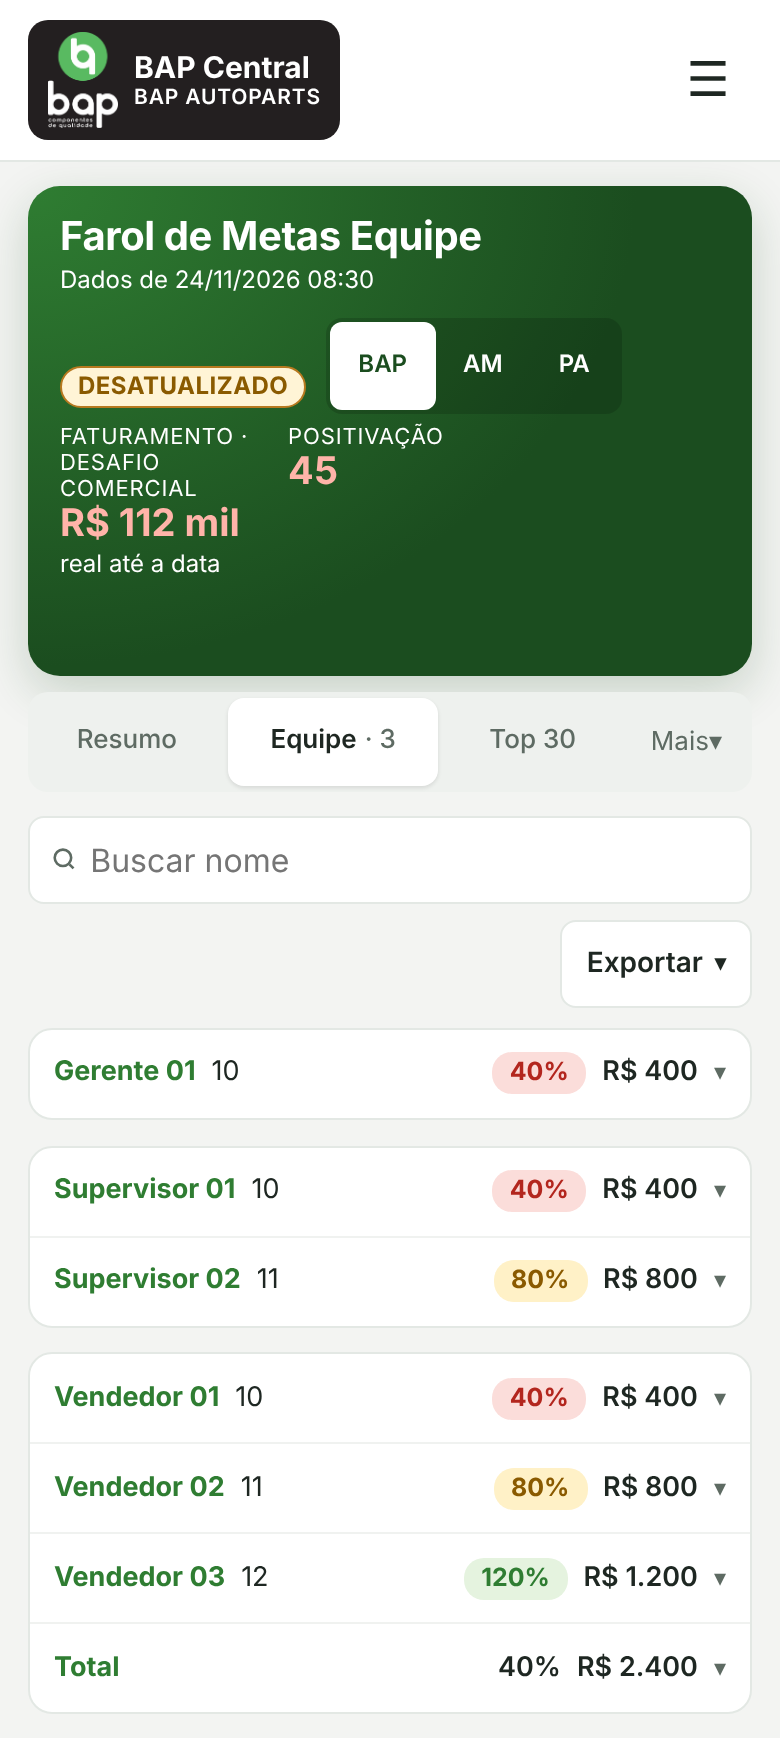 bap
componentes
de qualidade
BAP Central
BAP AUTOPARTS
Farol de Metas Equipe
Dados de 24/11/2026 08:30
DESATUALIZADO
BAP AM PA
FATURAMENTO ·
DESAFIO
COMERCIAL
R$ 112 mil
real até a data
POSITIVAÇÃO
45
Resumo Equipe · 3 Top 30 Mais▾
Buscar nome
Exportar ▾
Gerente 01 10 40% R$ 400 ▾
Supervisor 01 10 40% R$ 400 ▾
Supervisor 02 11 80% R$ 800 ▾
Vendedor 01 10 40% R$ 400 ▾
Vendedor 02 11 80% R$ 800 ▾
Vendedor 03 12 120% R$ 1.200 ▾
Total 40% R$ 2.400 ▾